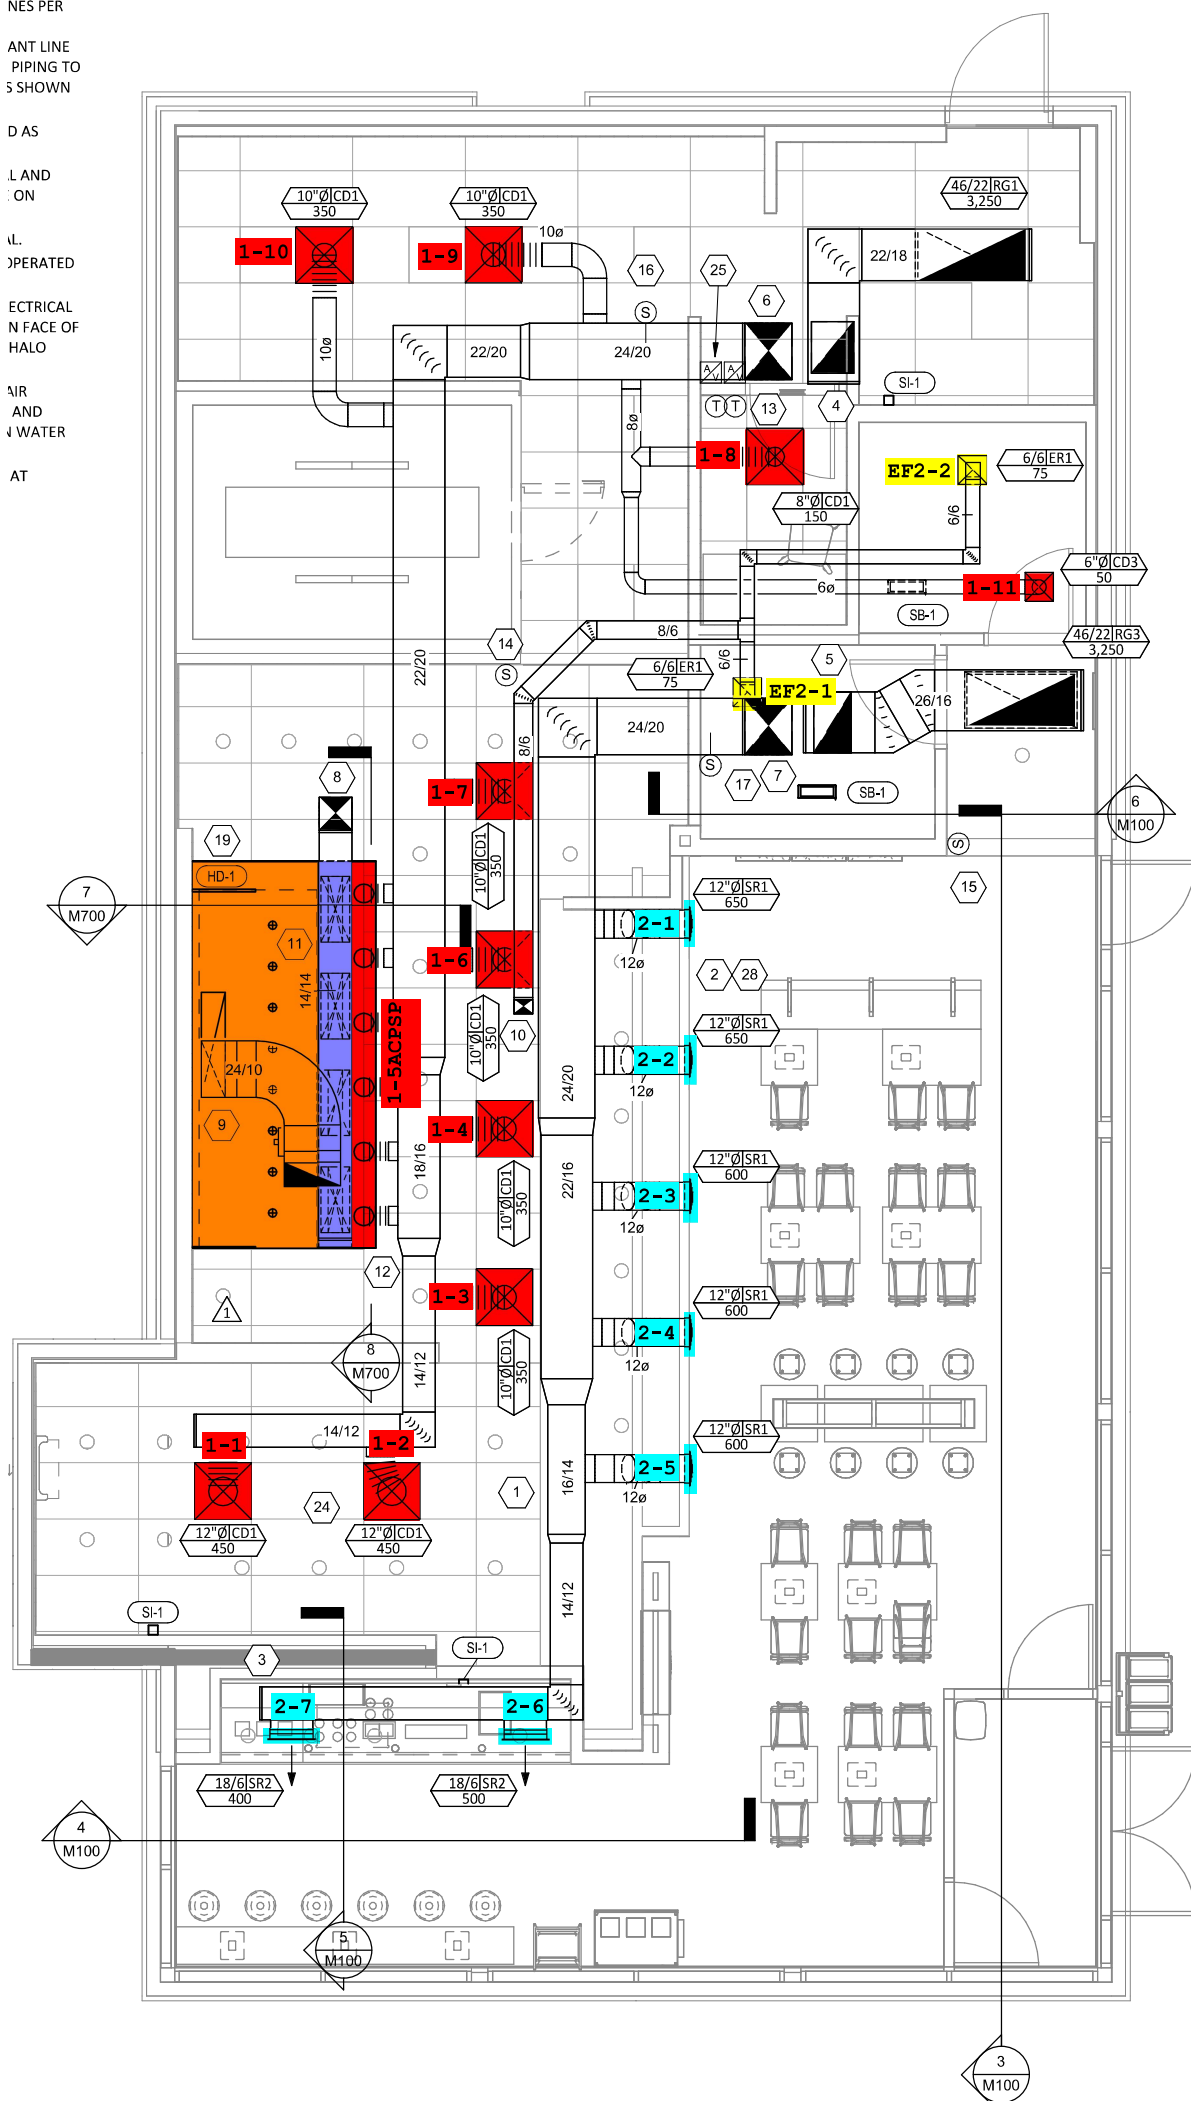 NES PER
ANT LINE
PIPING TO
S SHOWN
D AS
AL AND
ON
AL.
OPERATED
ECTRICAL
N FACE OF
HALO
AIR
AND
N WATER
AT
10"Ø CD1
350
10"Ø CD1
350
46/22 RG1
3,250
1-10
1-9
10ø
16
25
22/18
6
S
10ø
22/20
24/20
A/V
A/V
SI-1
T
T
13
4
8ø
1-8
EF2-2
6/6 ER1
75
8"Ø CD1
150
6/6
6"Ø CD3
50
6ø
1-11
SB-1
8/6
46/22 RG3
3,250
14
S
6/6 ER1
75
6/6
5
22/20
EF2-1
26/16
24/20
8/6
S
17
7
8
1-7
SB-1
6
M100
19
S
HD-1
10"Ø CD1
350
12"Ø SR1
650
15
7
M700
2-1
11
1-6
12ø
2
28
14/14
1-5ACPSP
10"Ø CD1
350
10
12"Ø SR1
650
24/10
2-2
24/20
12ø
9
1-4
18/16
22/16
12"Ø SR1
600
10"Ø CD1
350
2-3
12ø
12
1-3
12"Ø SR1
600
1
8
M700
10"Ø CD1
350
2-4
12ø
14/12
14/12
1-1
1-2
12"Ø SR1
600
16/14
2-5
1
24
12ø
12"Ø CD1
450
12"Ø CD1
450
14/12
SI-1
3
SI-1
2-7
2-6
18/6 SR2
400
18/6 SR2
500
4
M100
5
M100
3
M100